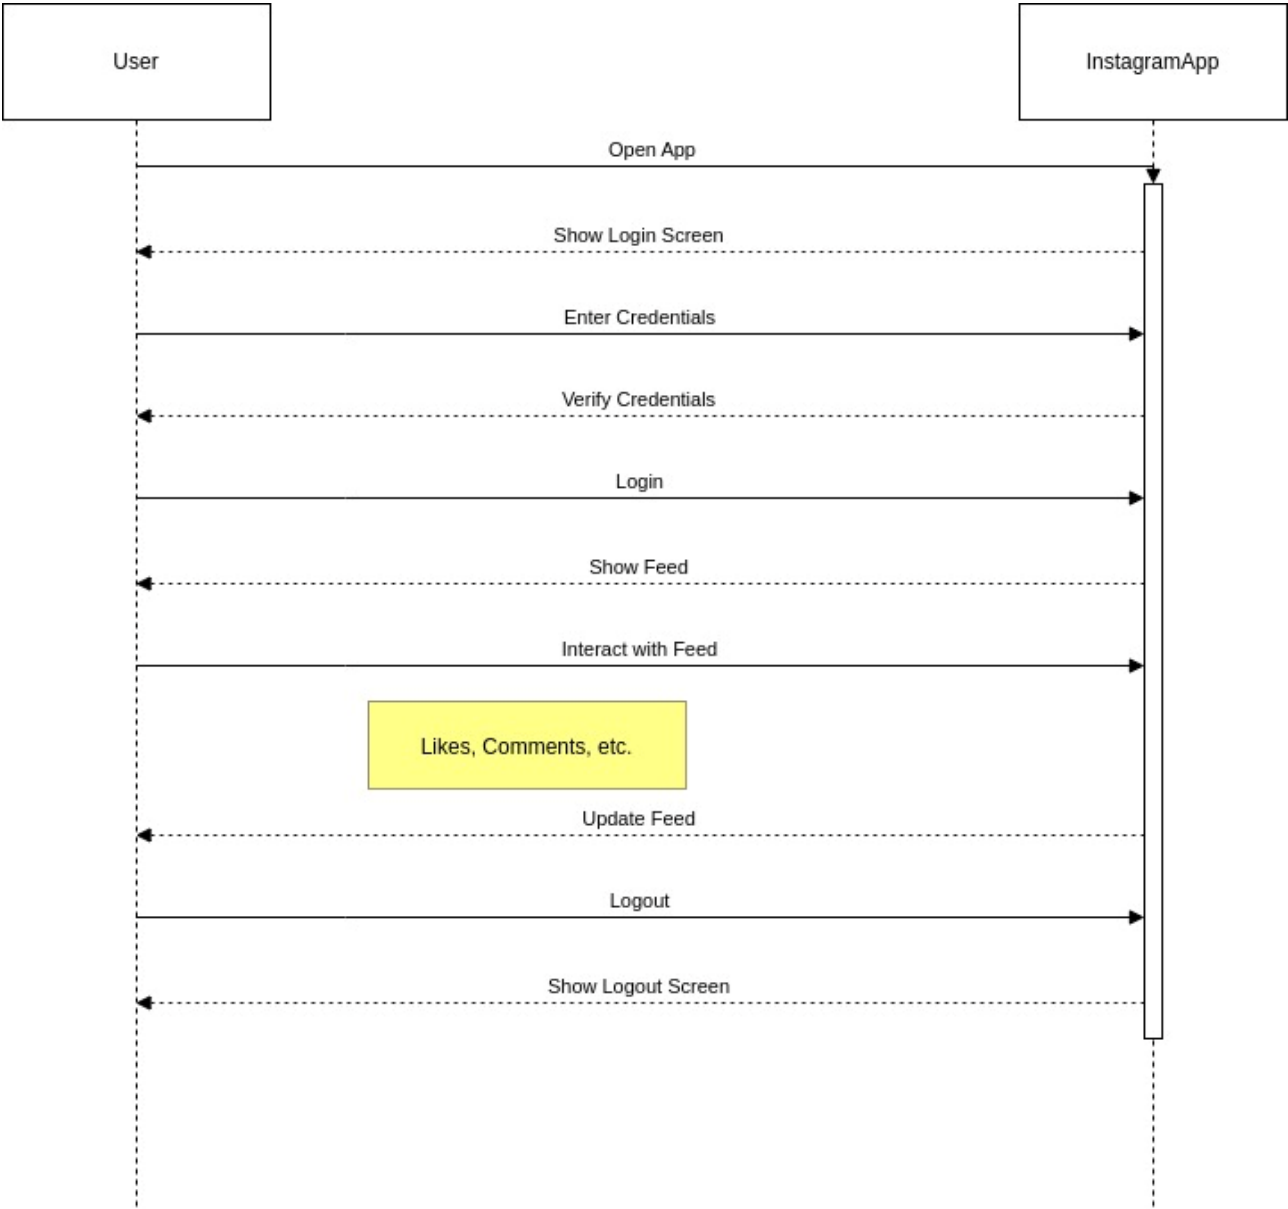 User
InstagramApp
Open App
Show Login Screen
Enter Credentials
Verify Credentials
Login
Show Feed
Interact with Feed
Likes, Comments, etc.
Update Feed
Logout
Show Logout Screen